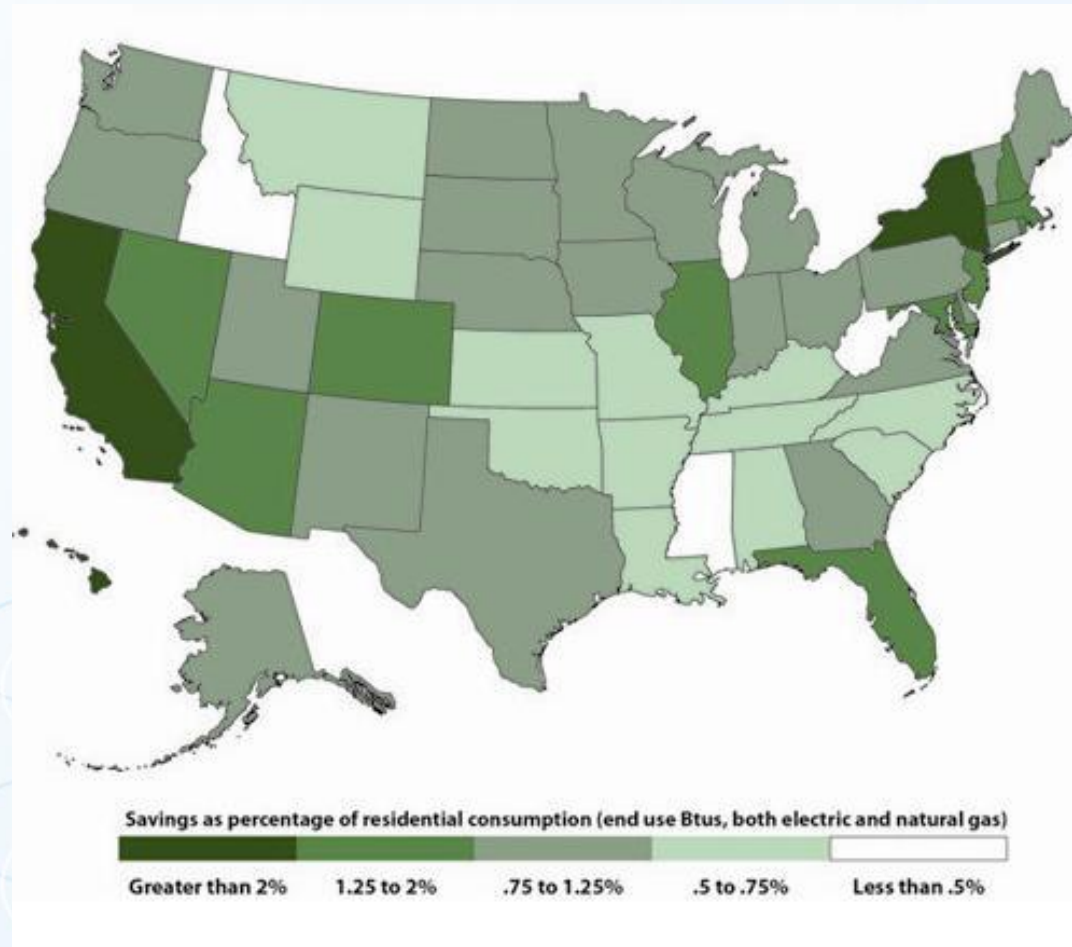 Savings as percentage of residential consumption (end use Btus, both electric and natural gas)
Greater than 2% 1.25 to 2% .75 to 1.25% .5 to .75% Less than .5%